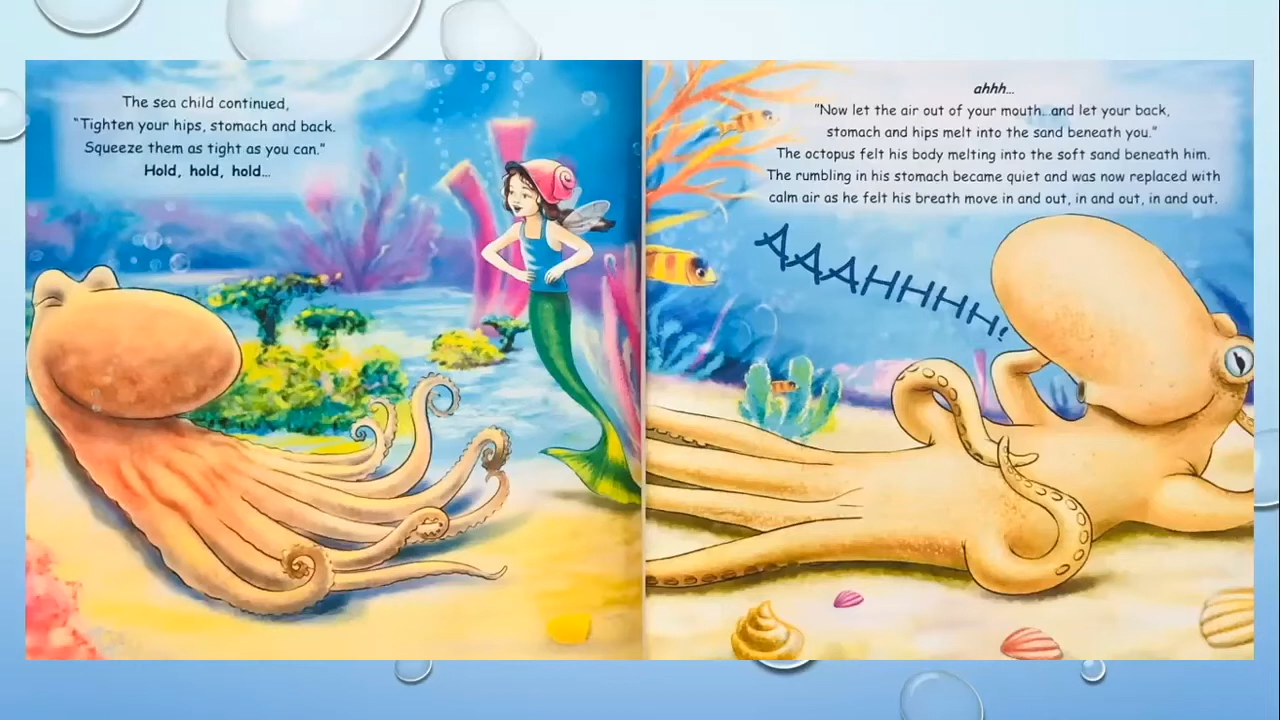 The sea child continued,
"Tighten your hips, stomach and back.
Squeeze them as tight as you can."
Hold, hold, hold...
ahhh...
"Now let the air out of your mouth...and let your back,
stomach and hips melt into the sand beneath you."
The octopus felt his body melting into the soft sand beneath him.
The rumbling in his stomach became quiet and was now replaced with
calm air as he felt his breath move in and out, in and out, in and out.
AAAHHHH!